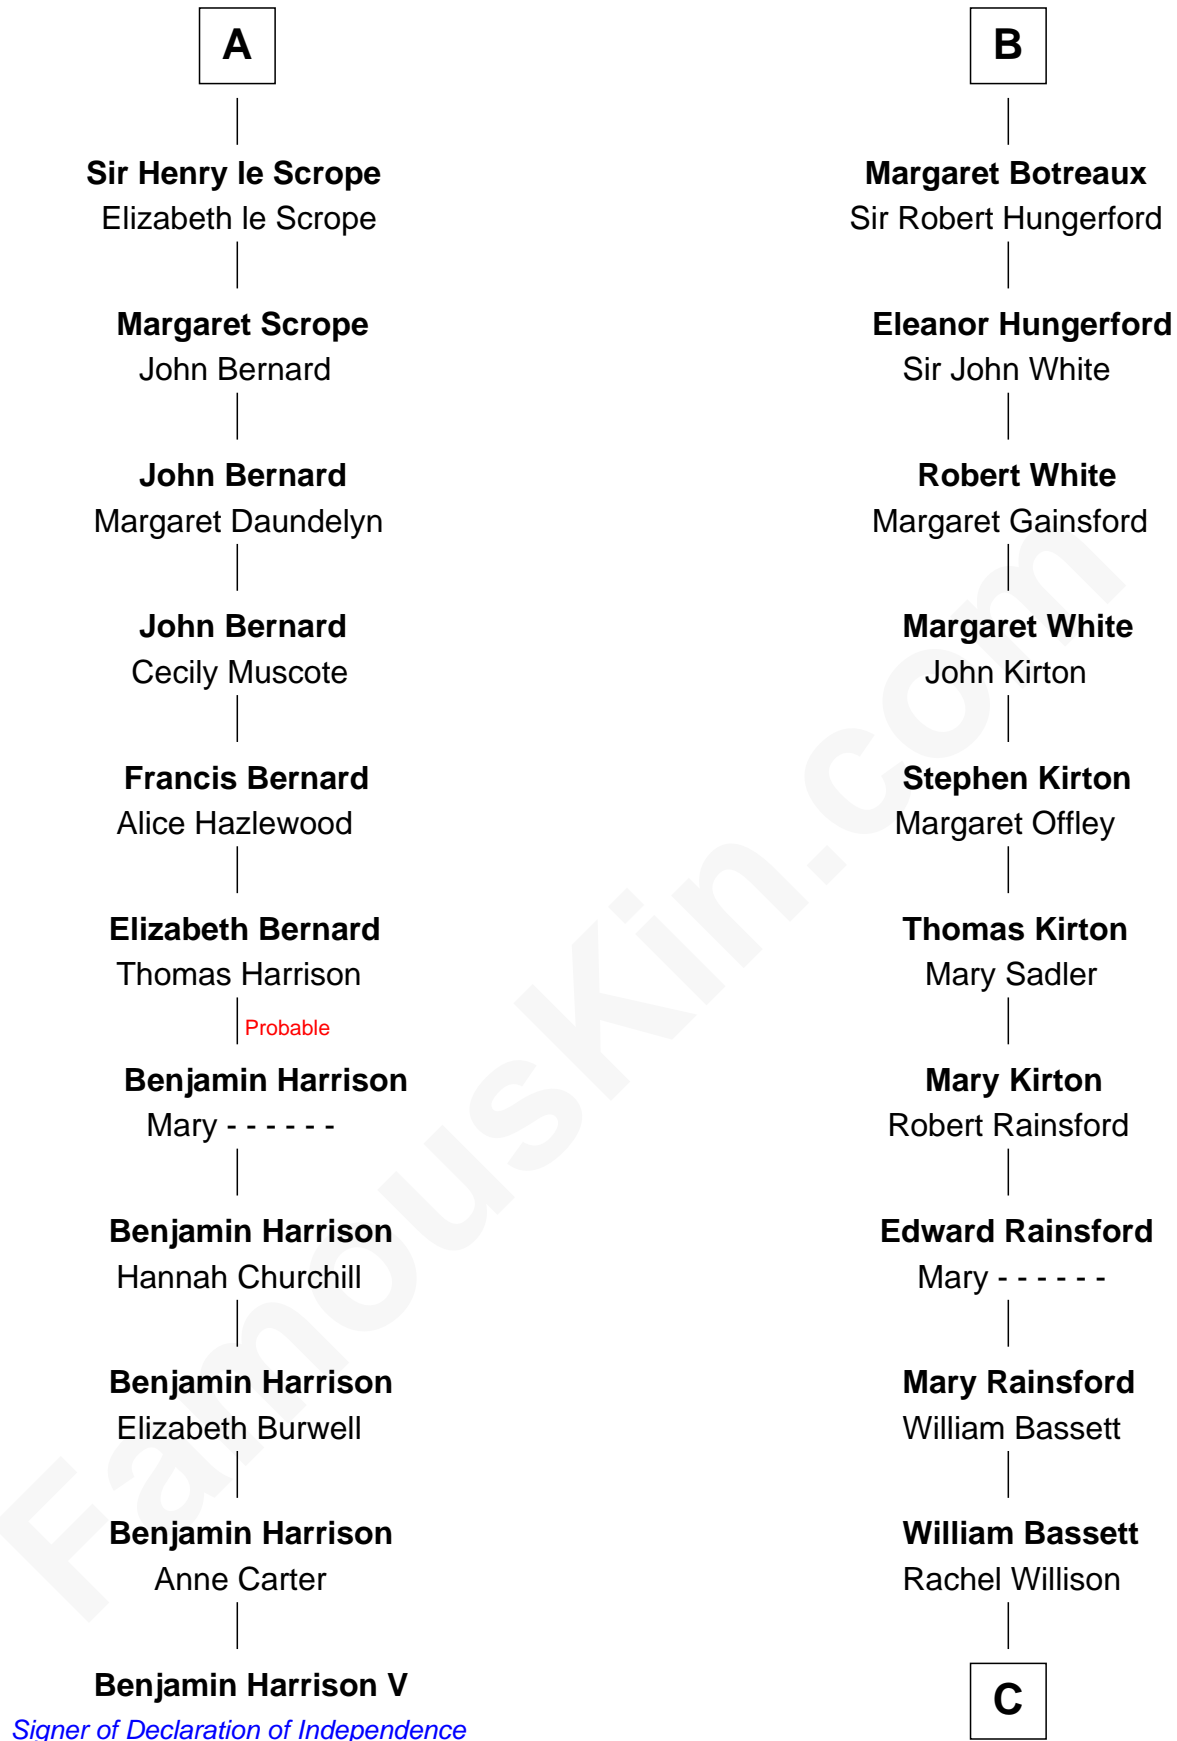 A
Sir Henry le Scrope
Elizabeth le Scrope
Margaret Scrope
John Bernard
John Bernard
Margaret Daundelyn
John Bernard
Cecily Muscote
Francis Bernard
Alice Hazlewood
Elizabeth Bernard
Thomas Harrison
Probable
Benjamin Harrison
Mary - - - - - -
Benjamin Harrison
Hannah Churchill
Benjamin Harrison
Elizabeth Burwell
Benjamin Harrison
Anne Carter
Benjamin Harrison V
Signer of Declaration of Independence
B
Margaret Botreaux
Sir Robert Hungerford
Eleanor Hungerford
Sir John White
Robert White
Margaret Gainsford
Margaret White
John Kirton
Stephen Kirton
Margaret Offley
Thomas Kirton
Mary Sadler
Mary Kirton
Robert Rainsford
Edward Rainsford
Mary - - - - - -
Mary Rainsford
William Bassett
William Bassett
Rachel Willison
C
FamousKin.com